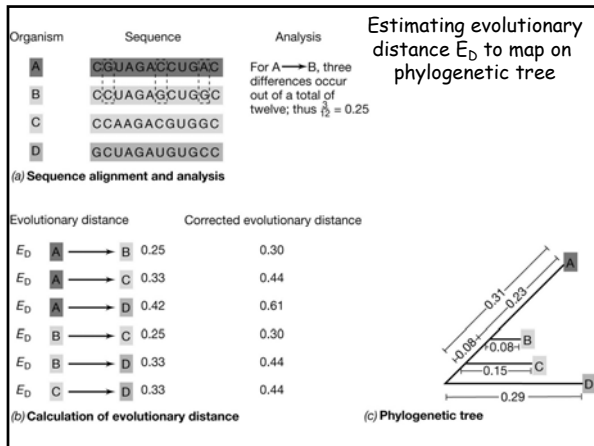 Estimating evolutionary
distance E_D to map on
phylogenetic tree
Organism Sequence Analysis
A CGUAGACCUGAC For A → B, three
differences occur
out of a total of
twelve; thus 3/12 = 0.25
B CCUAGAGCUGGC
C CCAAGACGUGGC
D GCUAGAUGUGCC
(a) Sequence alignment and analysis
Evolutionary distance Corrected evolutionary distance
E_D A → B 0.25 0.30
E_D A → C 0.33 0.44
E_D A → D 0.42 0.61
E_D B → C 0.25 0.30
E_D B → D 0.33 0.44
E_D C → D 0.33 0.44
(b) Calculation of evolutionary distance
A
0.31
0.23
0.08
B
0.08
C
0.15
D
0.29
(c) Phylogenetic tree